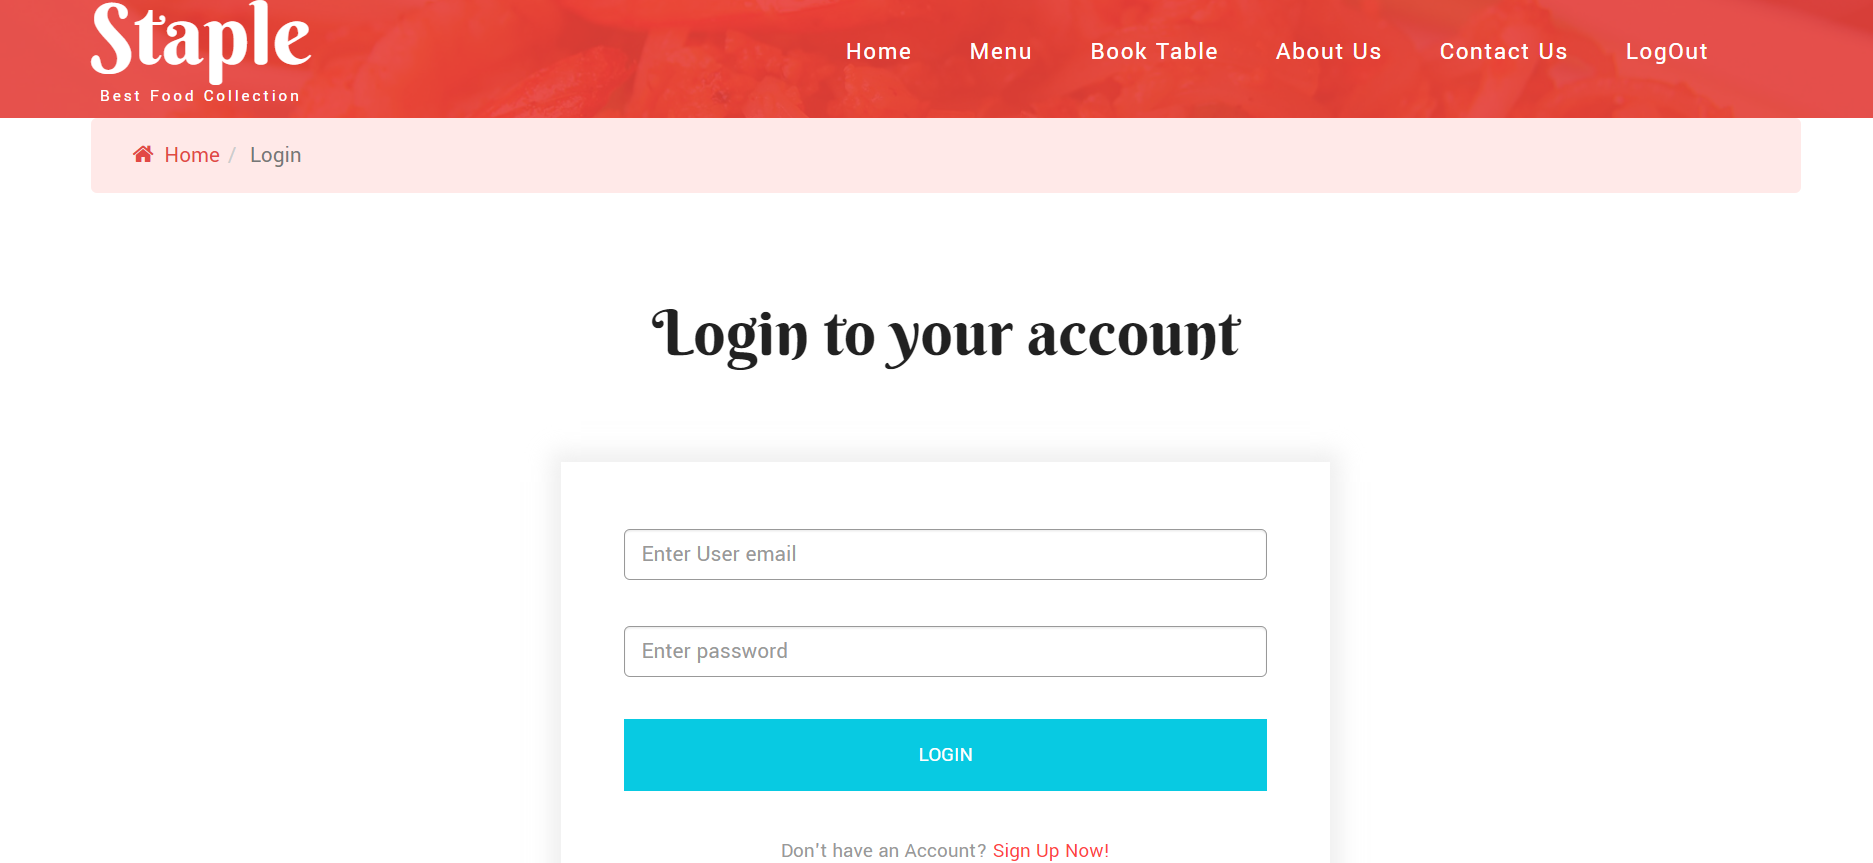 Staple
Best Food Collection
Home Menu Book Table About Us Contact Us LogOut
Home / Login
Login to your account
Enter User email
Enter password
LOGIN
Don't have an Account? Sign Up Now!